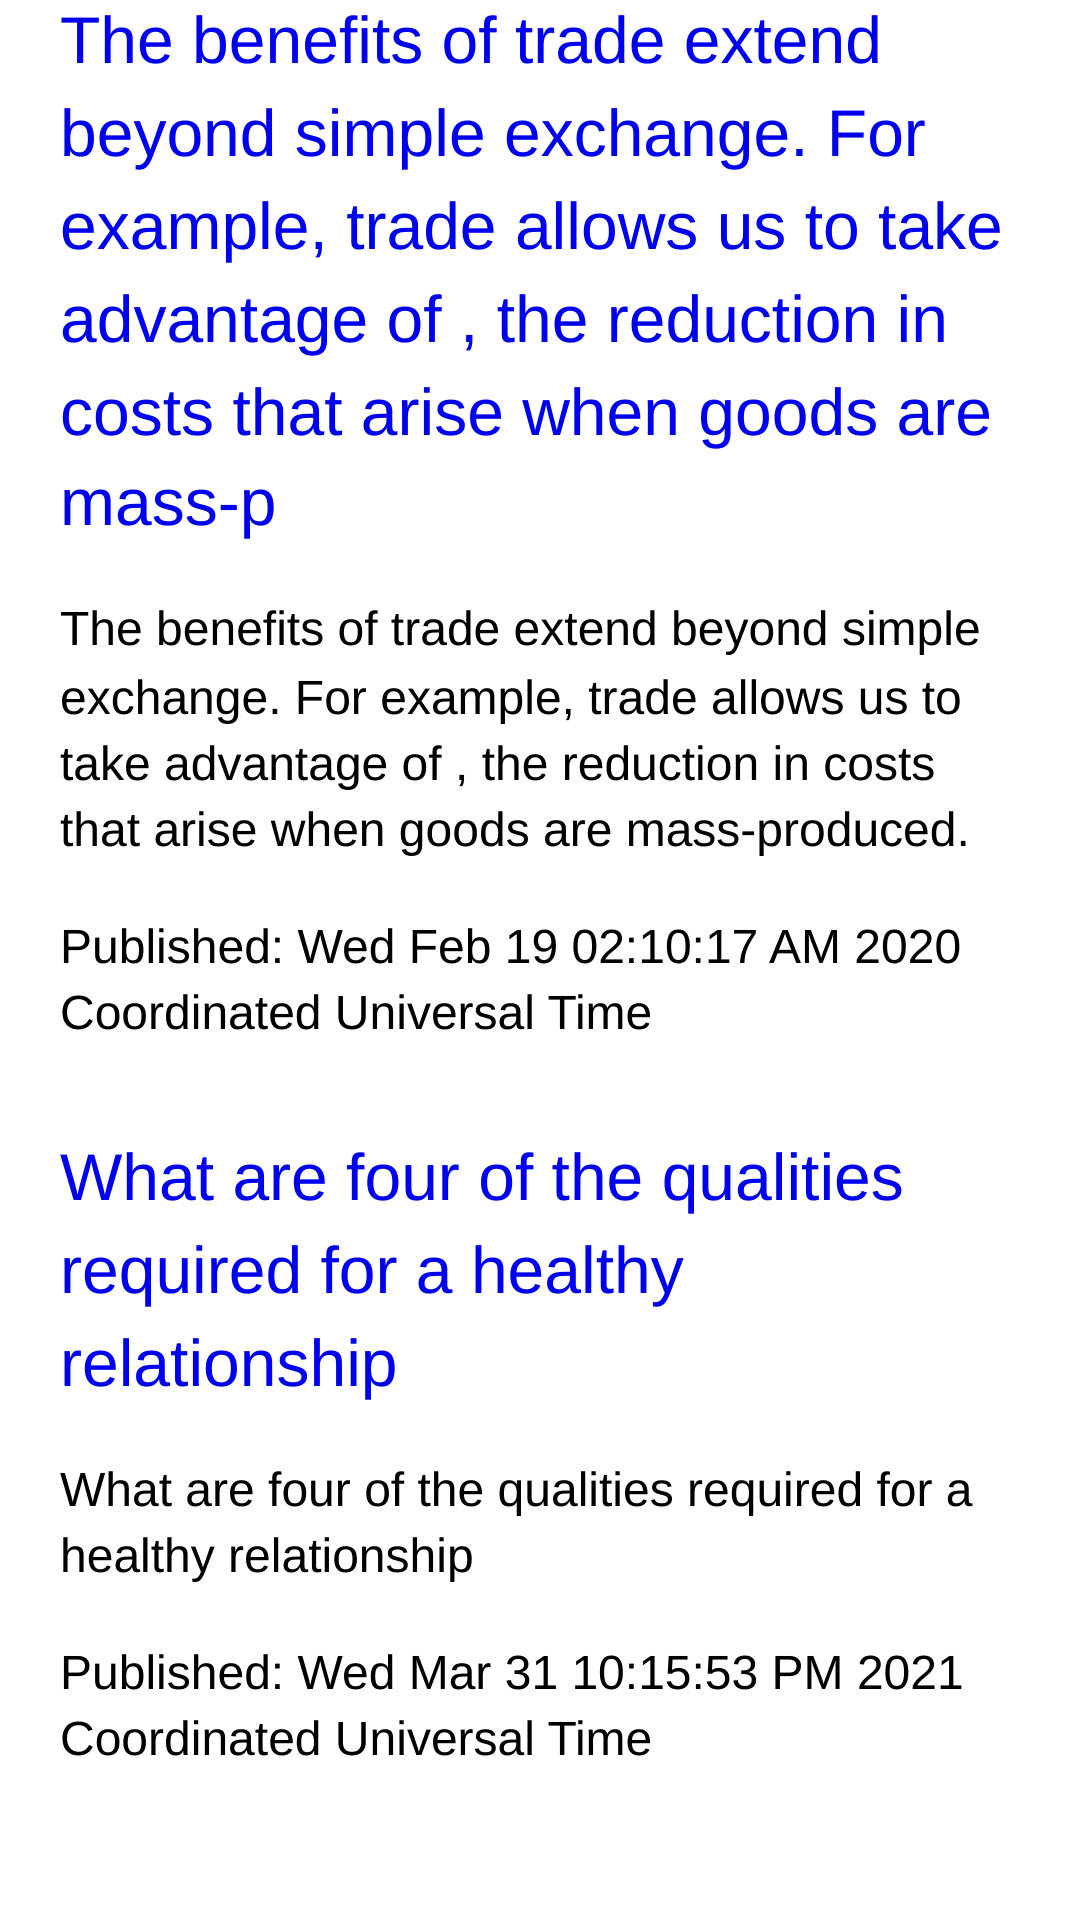 The benefits of trade extend
beyond simple exchange. For
example, trade allows us to take
advantage of , the reduction in
costs that arise when goods are
mass-p
The benefits of trade extend beyond simple
exchange. For example, trade allows us to
take advantage of , the reduction in costs
that arise when goods are mass-produced.
Published: Wed Feb 19 02:10:17 AM 2020
Coordinated Universal Time
What are four of the qualities
required for a healthy
relationship
What are four of the qualities required for a
healthy relationship
Published: Wed Mar 31 10:15:53 PM 2021
Coordinated Universal Time